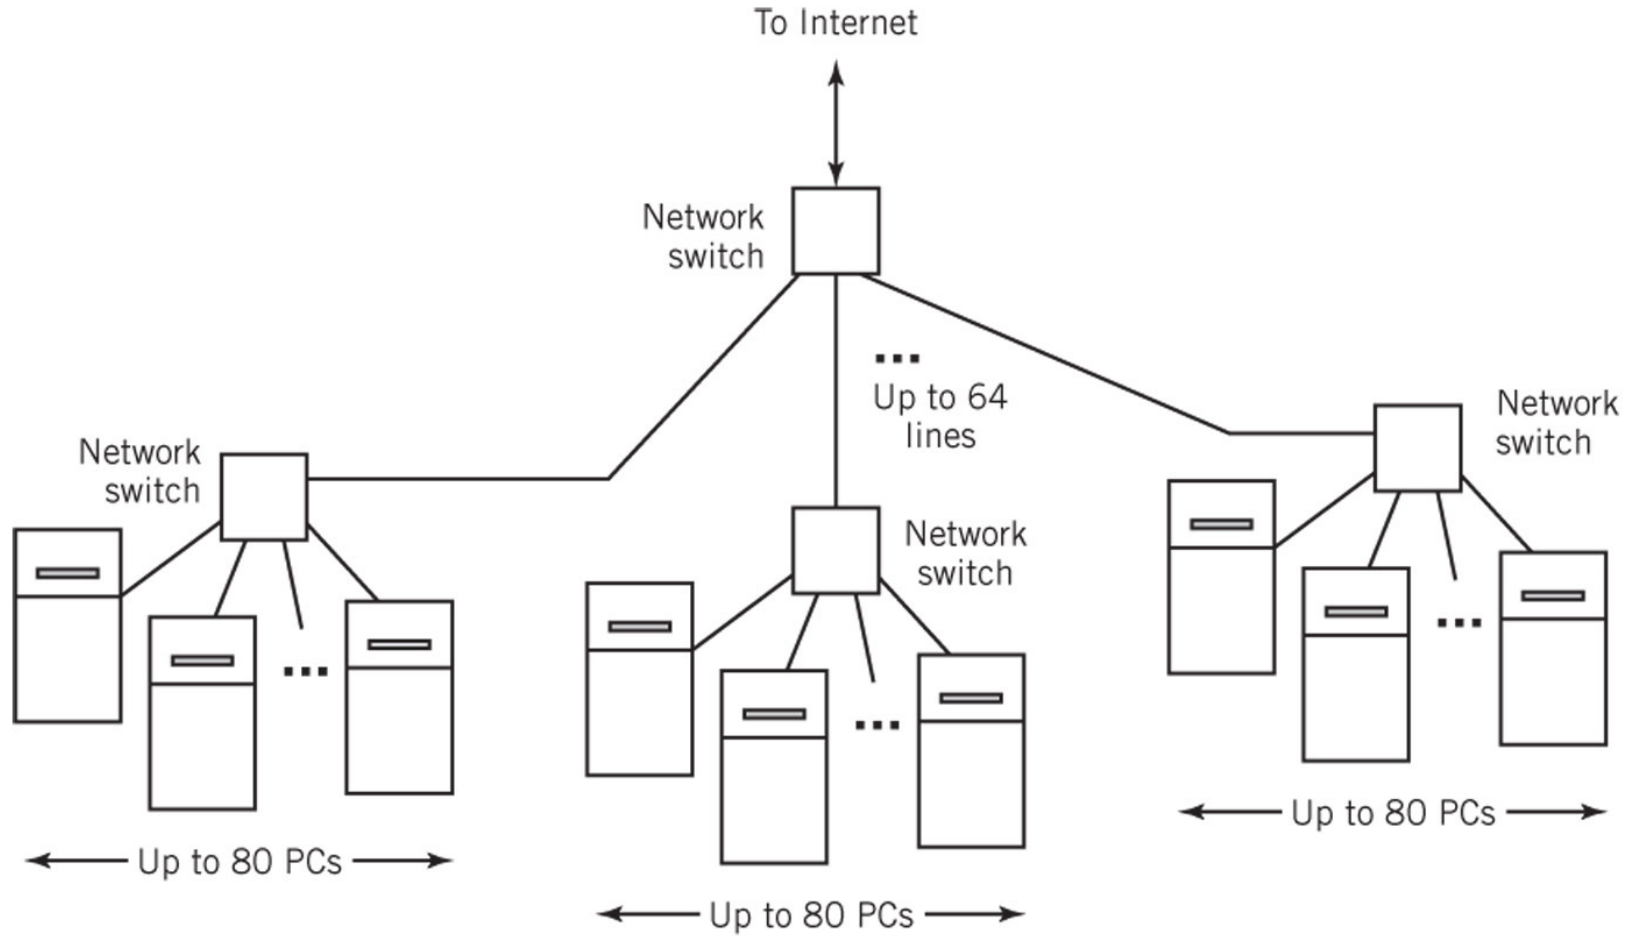 To Internet
Network
switch
Up to 64
lines
Network
switch
Network
switch
Network
switch
Up to 80 PCs
Up to 80 PCs
Up to 80 PCs